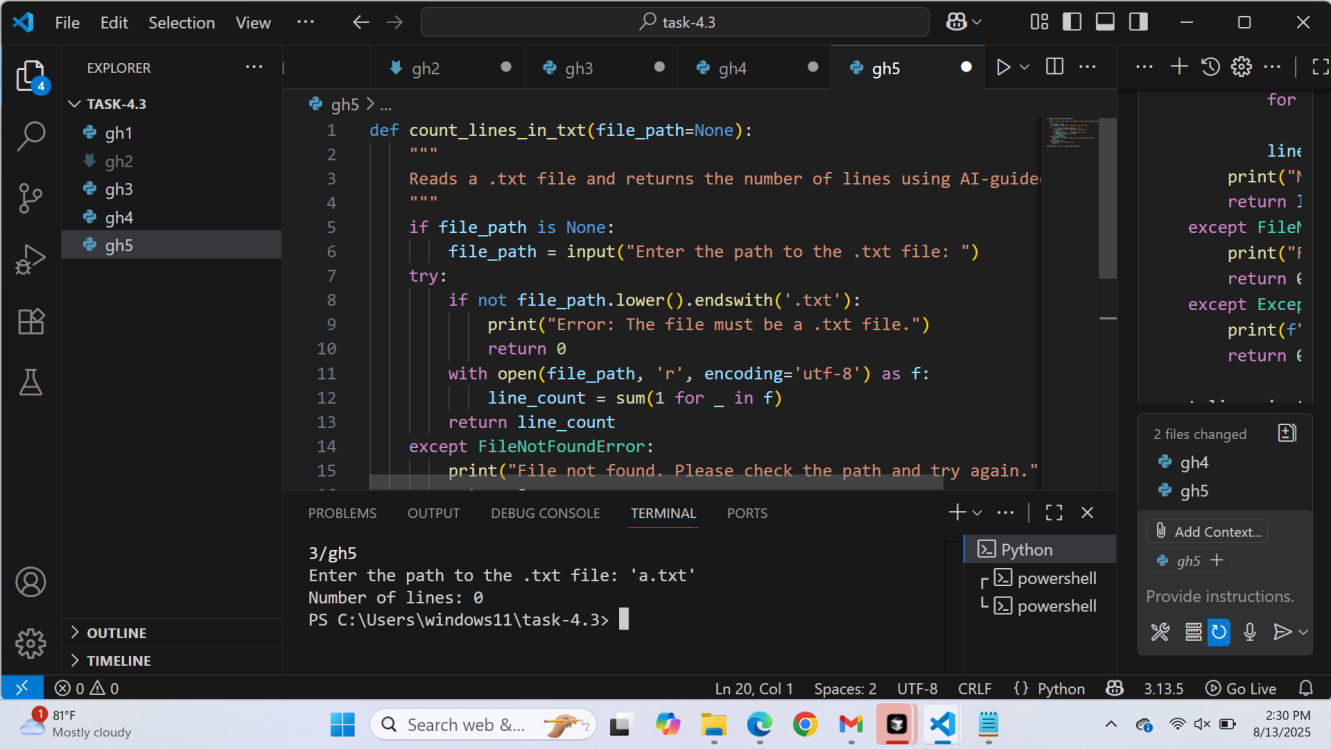 File Edit Selection View ... task-4.3
EXPLORER ...
TASK-4.3
gh1
gh2
gh3
gh4
gh5
OUTLINE
TIMELINE
4
gh2 gh3 gh4 gh5
gh5 > ...
1 def count_lines_in_txt(file_path=None):
2 """
3 Reads a .txt file and returns the number of lines using AI-guided
4 """
5 if file_path is None:
6 file_path = input("Enter the path to the .txt file: ")
7 try:
8 if not file_path.lower().endswith('.txt'):
9 print("Error: The file must be a .txt file.")
10 return 0
11 with open(file_path, 'r', encoding='utf-8') as f:
12 line_count = sum(1 for _ in f)
13 return line_count
14 except FileNotFoundError:
15 print("File not found. Please check the path and try again."
PROBLEMS OUTPUT DEBUG CONSOLE TERMINAL PORTS
3/gh5
Enter the path to the .txt file: 'a.txt'
Number of lines: 0
PS C:\Users\windows11\task-4.3>
Python
powershell
powershell
for
line
print("N
return l
except FileN
print("F
return 0
except Excep
print(f"
return 0
2 files changed
gh4
gh5
Add Context...
gh5 +
Provide instructions.
0 0 Ln 20, Col 1 Spaces: 2 UTF-8 CRLF {} Python 3.13.5 Go Live
1 81°F
Mostly cloudy
Search web &...
2:30 PM
8/13/2025